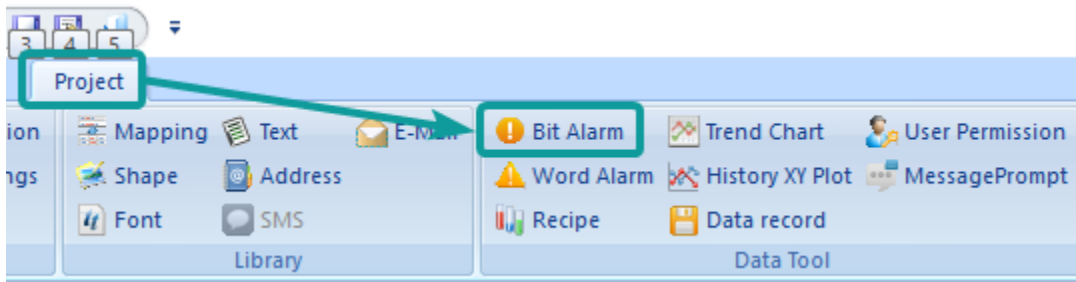 3 4 5
Project
ion Mapping Text E-Mail Bit Alarm Trend Chart User Permission
ngs Shape Address Word Alarm History XY Plot MessagePrompt
Font SMS Recipe Data record
Library Data Tool